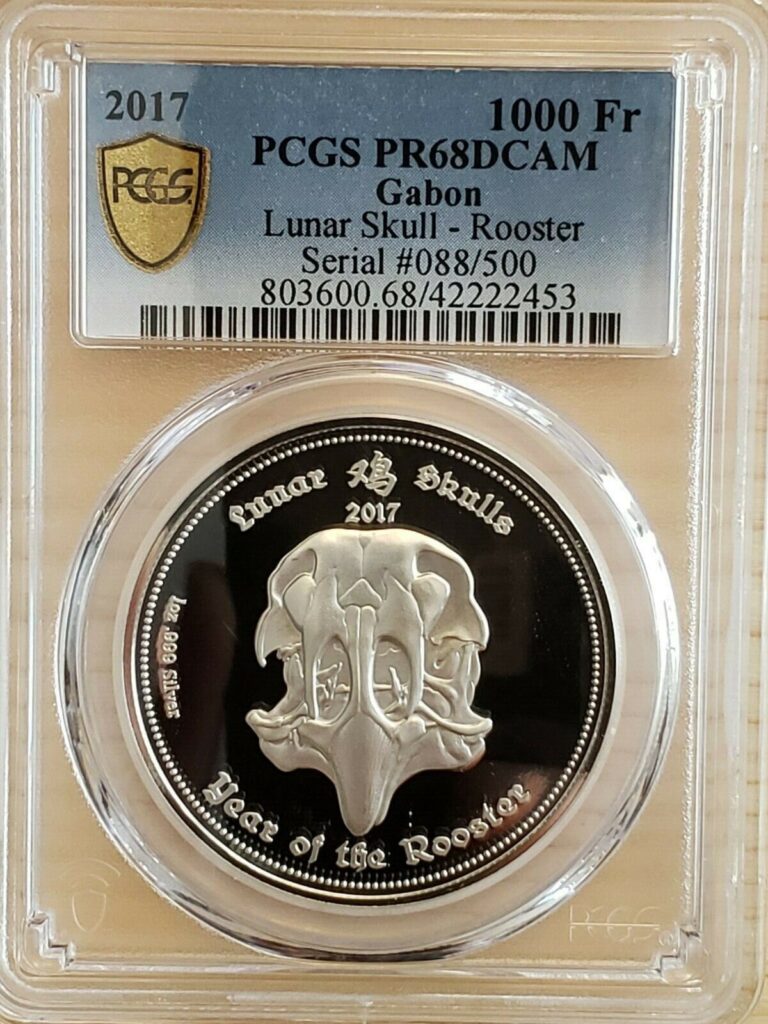 2017
1000 Fr
PCGS PR68DCAM
PCGS
Gabon
Lunar Skull - Rooster
Serial #088/500
803600.68/42222453
Lunar 鸡 Skulls
2017
1oz .999 Silver
Year of the Rooster
PCGS